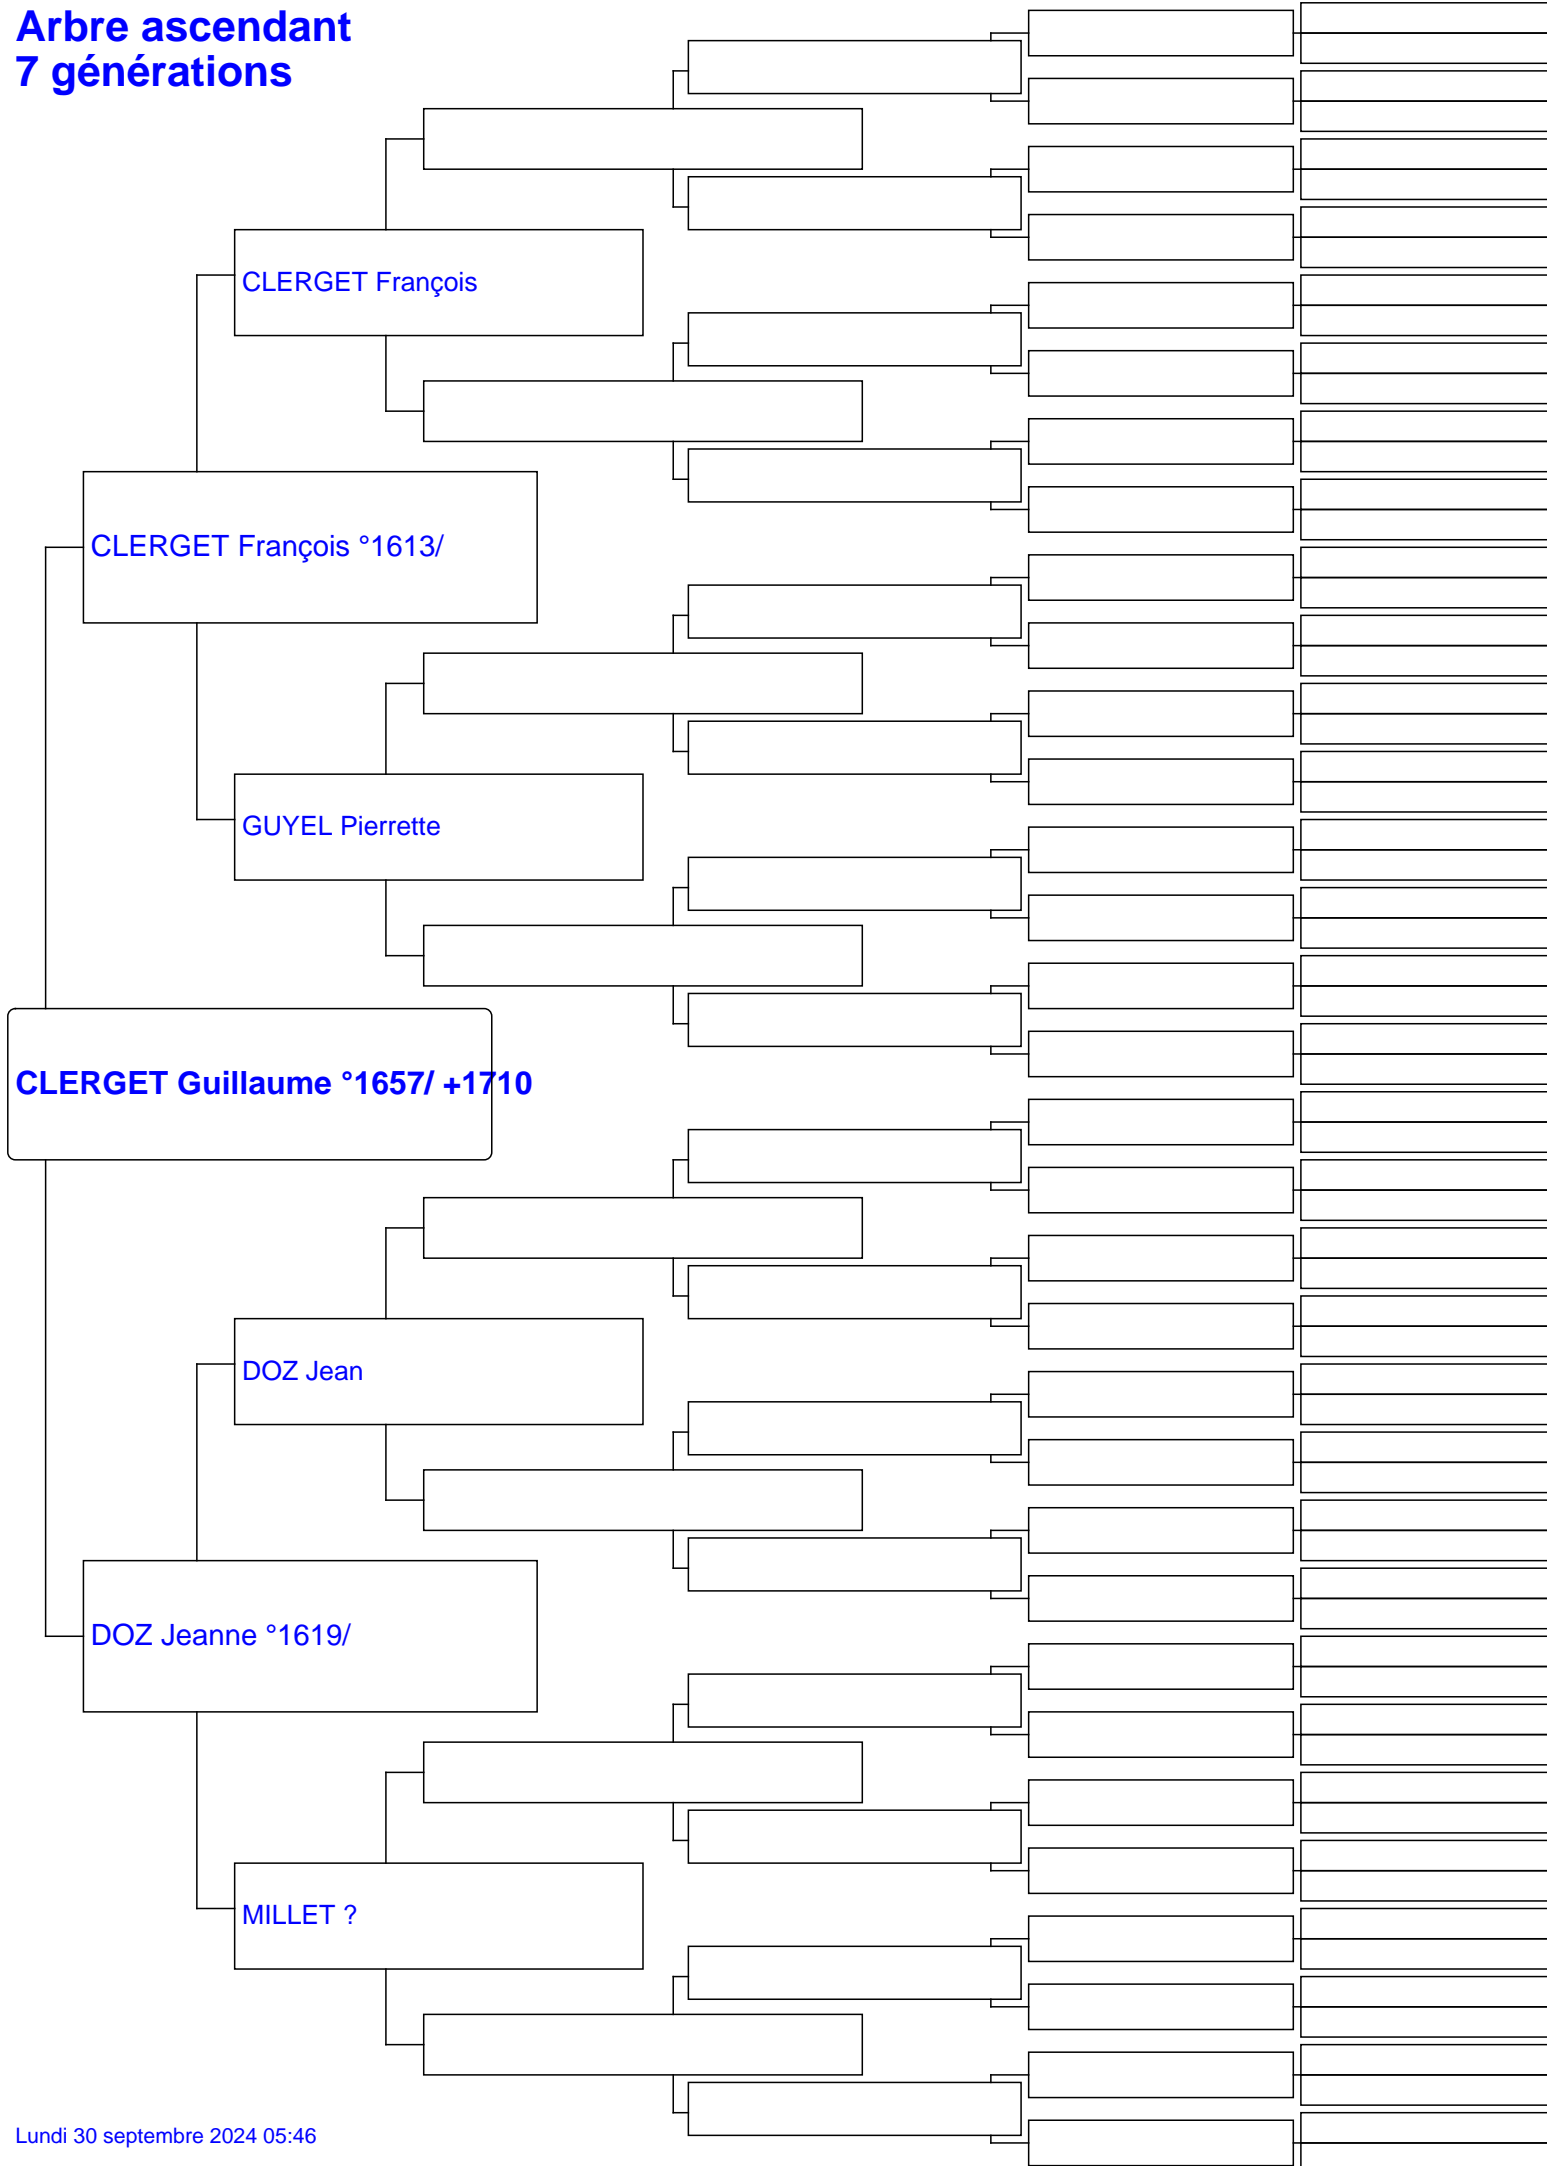 Arbre ascendant
7 générations
CLERGET François
CLERGET François °1613/
GUYEL Pierrette
CLERGET Guillaume °1657/ +1710
DOZ Jean
DOZ Jeanne °1619/
MILLET ?
Lundi 30 septembre 2024 05:46